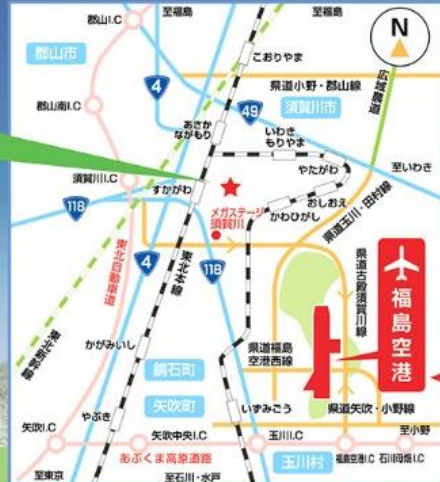 郡山I.C
至福島
至福島
N
郡山市
こおりやま
4
県道小野・郡山線
広域農道
49
須賀川市
郡山南I.C
あさか
ながもり
いわき
もりやま
やたがわ
至いわき
須賀川I.C
すかがわ
おしおえ
メガステージ
須賀川
かわひがし
県道玉川・田村線
118
4
118
東北自動車道
東北本線
県道古殿須賀川線
福島空港
東北新幹線
かがみいし
県道福島
空港西線
鏡石町
矢吹町
やぶき
いずみごう
県道矢吹・小野線
矢吹I.C
矢吹中央I.C
玉川I.C
至小野
あぶくま高原道路
福島空港I.C
石川母畑I.C
至東京
至石川・水戸
玉川村